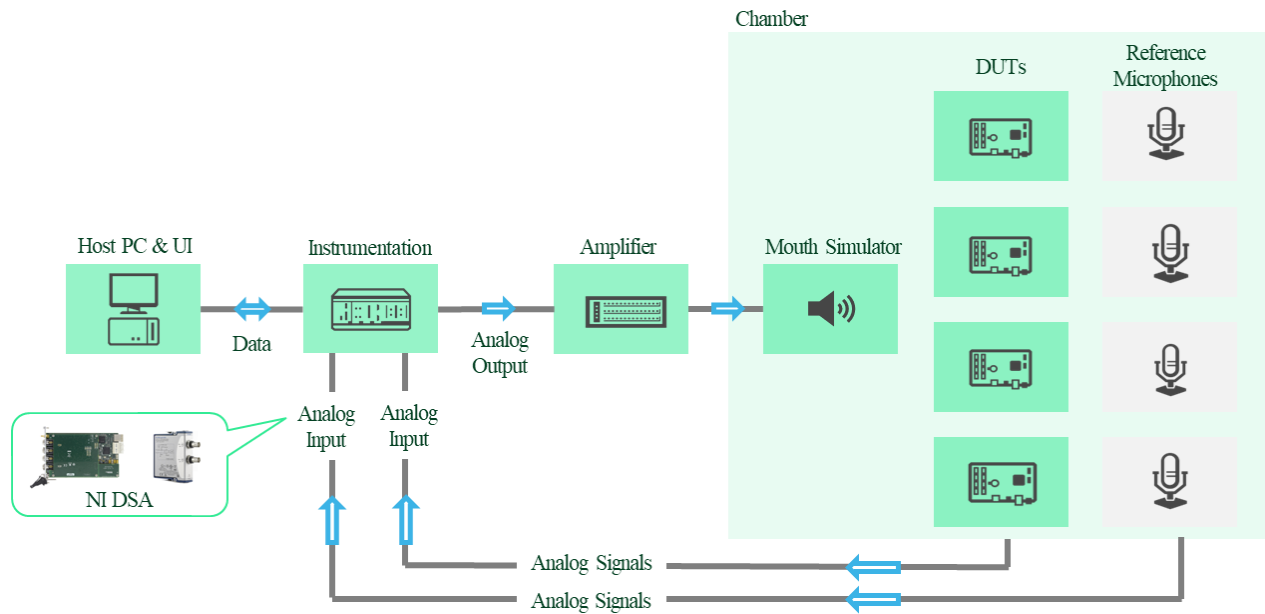 Chamber
DUTs
Reference
Microphones
Host PC & UI
Instrumentation
Amplifier
Mouth Simulator
Data
Analog
Output
Analog
Input
Analog
Input
NI DSA
Analog Signals
Analog Signals